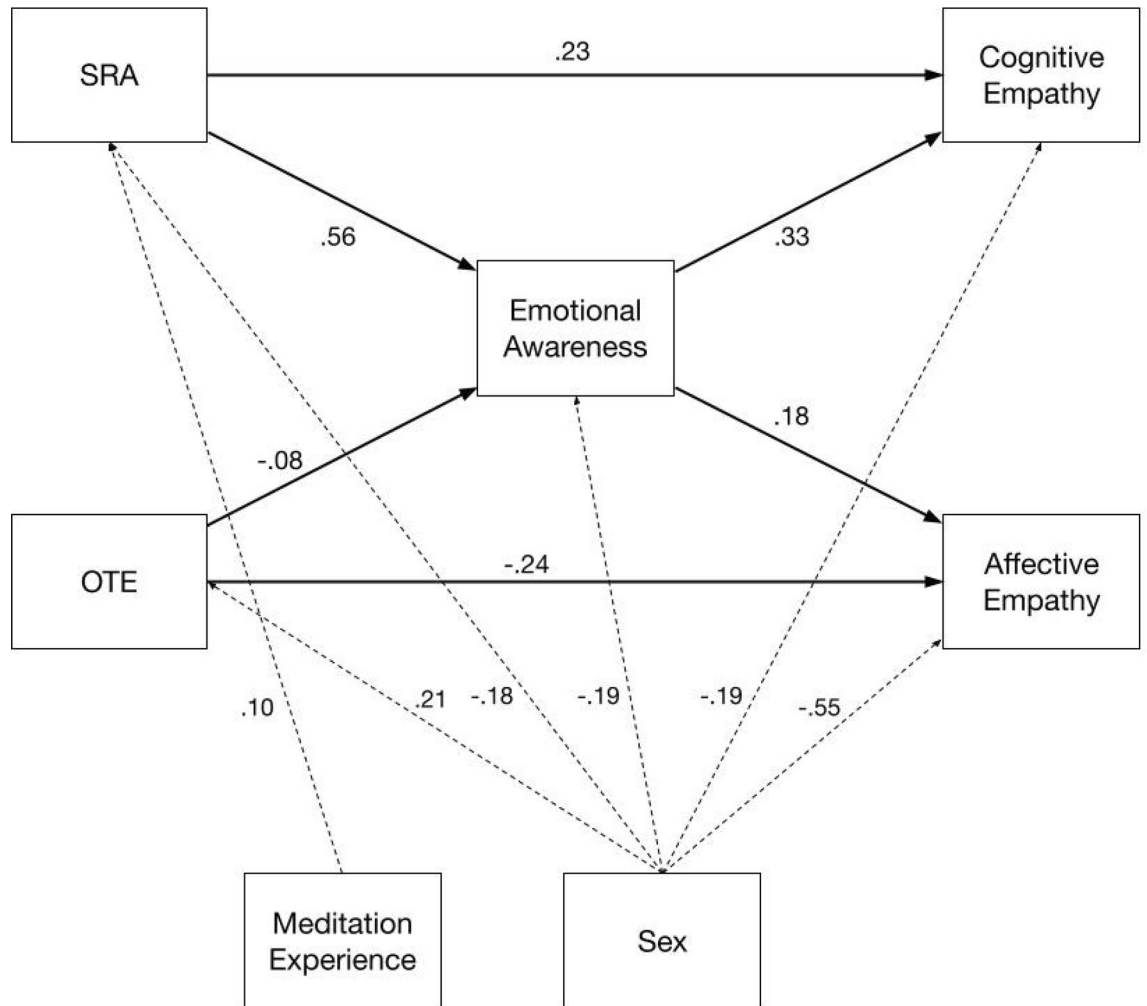 SRA
.23
Cognitive
Empathy
.56
.33
Emotional
Awareness
-.08
.18
OTE
-.24
Affective
Empathy
.10
.21
-.18
-.19
-.19
-.55
Meditation
Experience
Sex